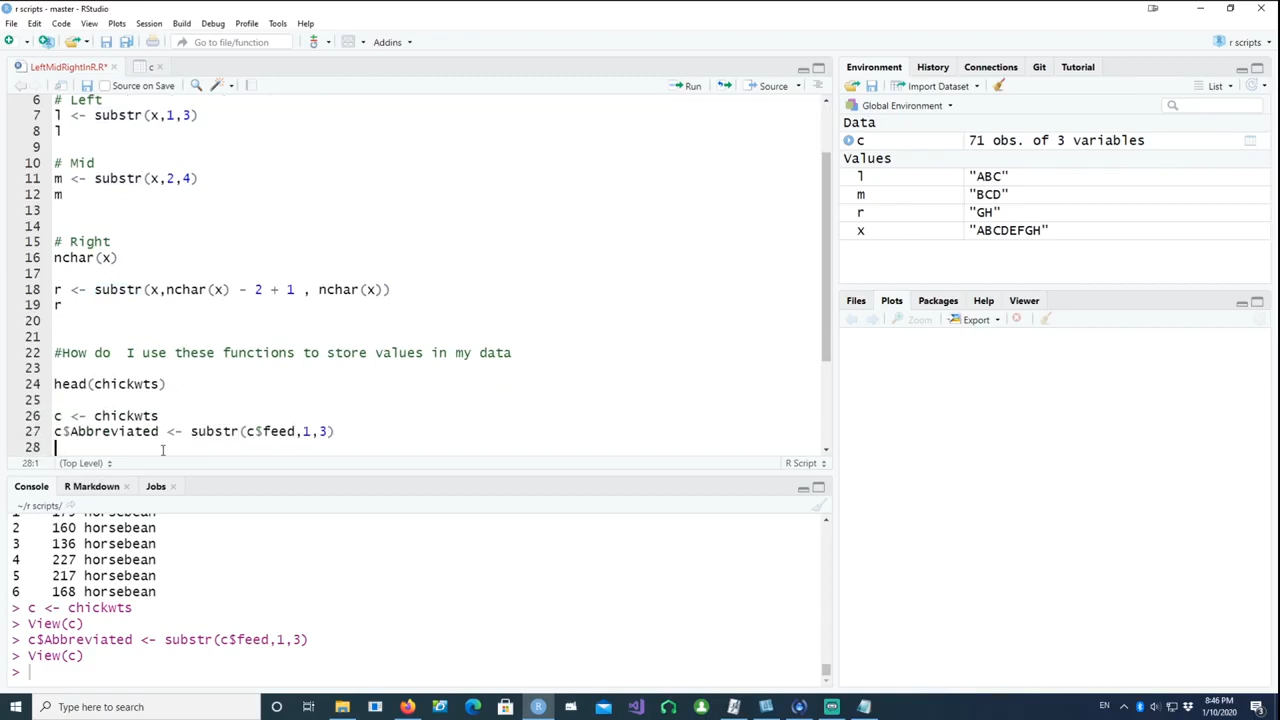 r scripts - master - RStudio
File Edit Code View Plots Session Build Debug Profile Tools Help
Go to file/function Addins r scripts
LeftMidRightInR.R* c
Source on Save Run Source
6 # Left
7 l <- substr(x,1,3)
8 l
9
10 # Mid
11 m <- substr(x,2,4)
12 m
13
14
15 # Right
16 nchar(x)
17
18 r <- substr(x,nchar(x) - 2 + 1 , nchar(x))
19 r
20
21
22 #How do  I use these functions to store values in my data
23
24 head(chickwts)
25
26 c <- chickwts
27 c$Abbreviated <- substr(c$feed,1,3)
28
28:1 (Top Level) R Script
Console R Markdown Jobs
~/r scripts/
1 179 horsebean
2 160 horsebean
3 136 horsebean
4 227 horsebean
5 217 horsebean
6 168 horsebean
> c <- chickwts
> View(c)
> c$Abbreviated <- substr(c$feed,1,3)
> View(c)
>
Environment History Connections Git Tutorial
Import Dataset List
Global Environment
Data
c 71 obs. of 3 variables
Values
l "ABC"
m "BCD"
r "GH"
x "ABCDEFGH"
Files Plots Packages Help Viewer
Zoom Export
Type here to search
EN 8:46 PM
1/10/2020